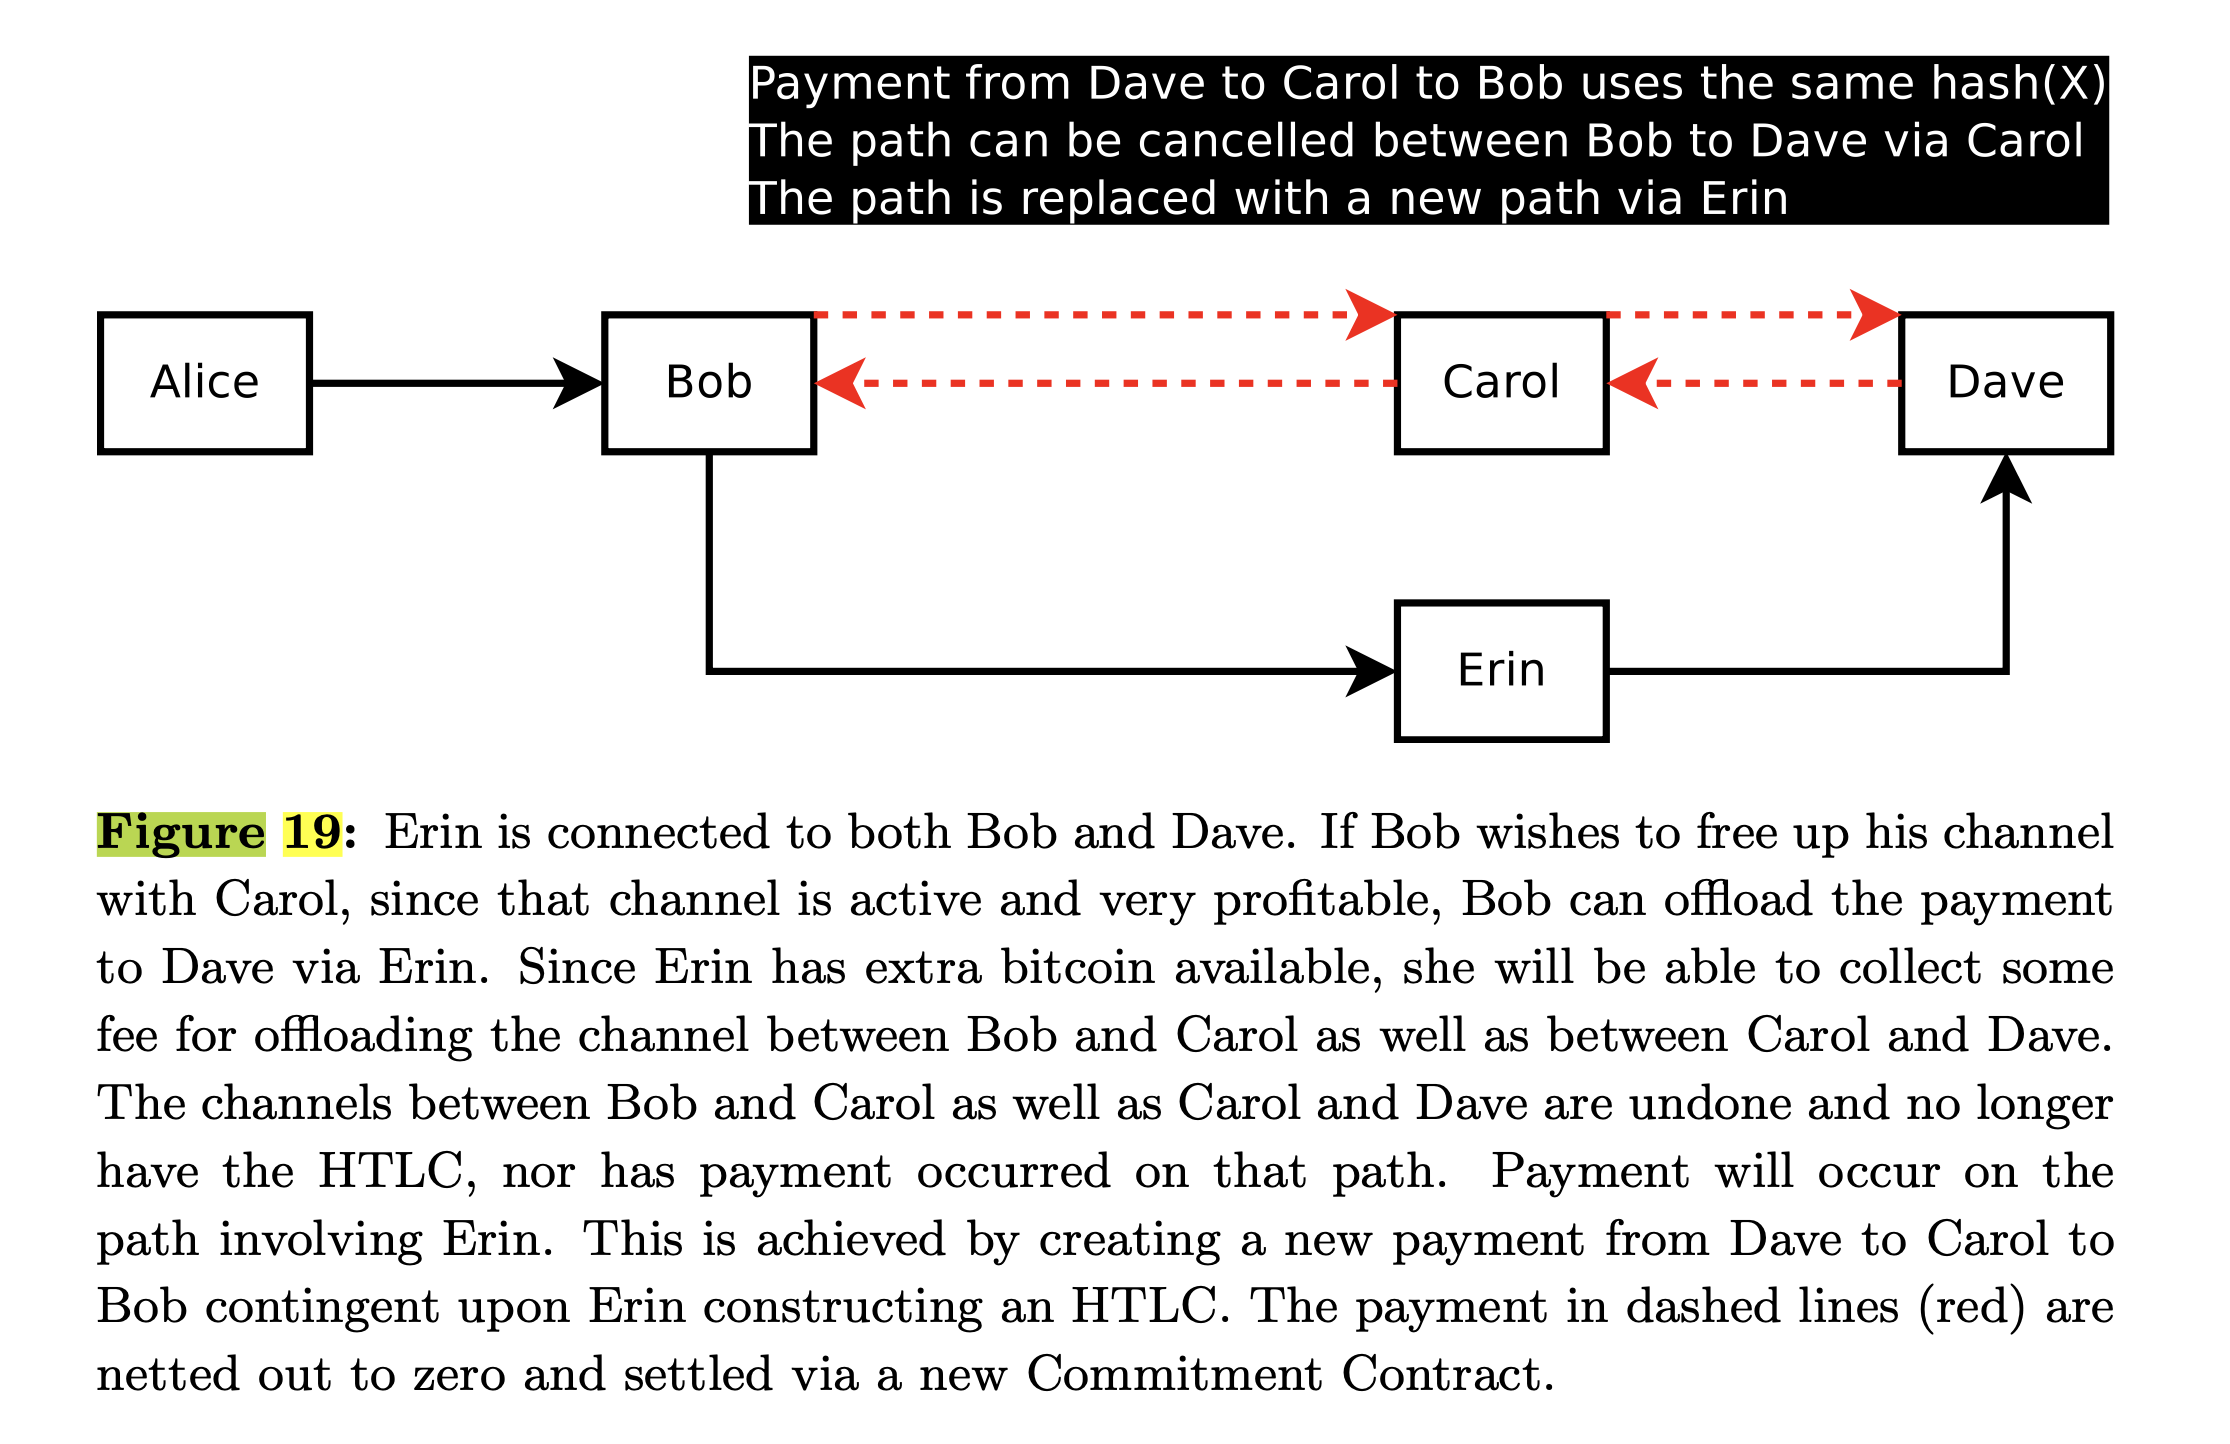 Payment from Dave to Carol to Bob uses the same hash(X)
The path can be cancelled between Bob to Dave via Carol
The path is replaced with a new path via Erin
Alice
Bob
Carol
Dave
Erin
Figure 19: Erin is connected to both Bob and Dave. If Bob wishes to free up his channel
with Carol, since that channel is active and very profitable, Bob can offload the payment
to Dave via Erin. Since Erin has extra bitcoin available, she will be able to collect some
fee for offloading the channel between Bob and Carol as well as between Carol and Dave.
The channels between Bob and Carol as well as Carol and Dave are undone and no longer
have the HTLC, nor has payment occurred on that path. Payment will occur on the
path involving Erin. This is achieved by creating a new payment from Dave to Carol to
Bob contingent upon Erin constructing an HTLC. The payment in dashed lines (red) are
netted out to zero and settled via a new Commitment Contract.